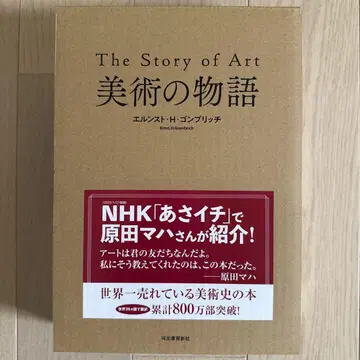 The Story of Art
美術の物語
エルンスト・H・ゴンブリッチ
Ernst H.Gombrich
NHK「あさイチ」で
原田マハさんが紹介!
アートは君の友だちなんだよ。
私にそう教えてくれたのは、この本だった。
――原田マハ
世界一売れている美術史の本
累計800万部突破!
河出書房新社